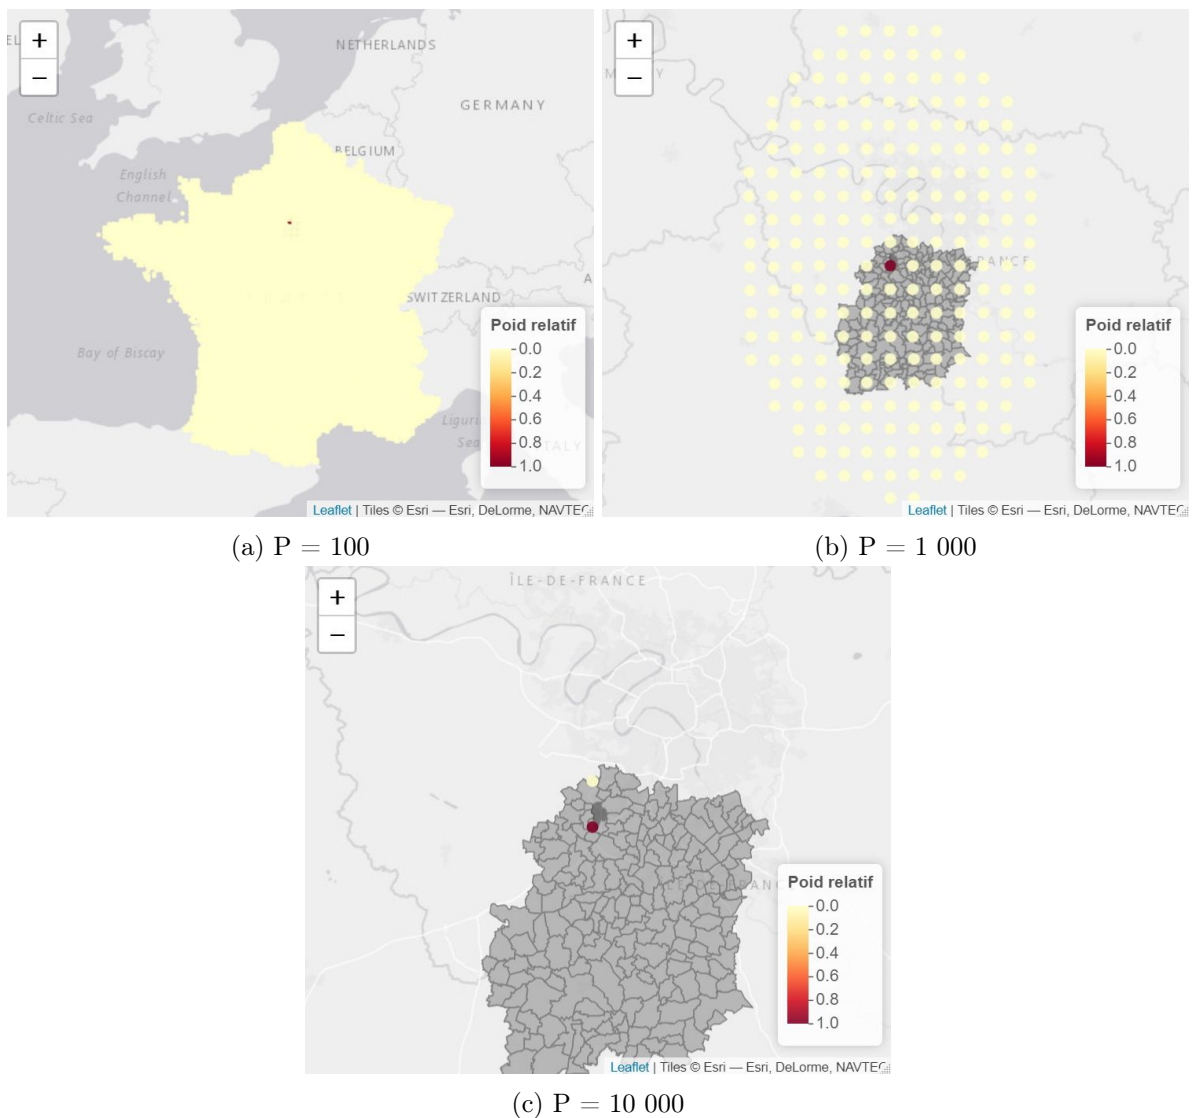 +
−
EL
NETHERLANDS
GERMANY
Celtic Sea
BELGIUM
English
Channel
SWITZERLAND
A
Bay of Biscay
Poid relatif
0.0
0.2
0.4
0.6
0.8
1.0
Leaflet | Tiles © Esri — Esri, DeLorme, NAVTEC
(a) P = 100
+
−
Poid relatif
0.0
0.2
0.4
0.6
0.8
1.0
Leaflet | Tiles © Esri — Esri, DeLorme, NAVTEC
(b) P = 1 000
ÎLE-DE-FRANCE
+
−
Poid relatif
0.0
0.2
0.4
0.6
0.8
1.0
Leaflet | Tiles © Esri — Esri, DeLorme, NAVTEC
(c) P = 10 000